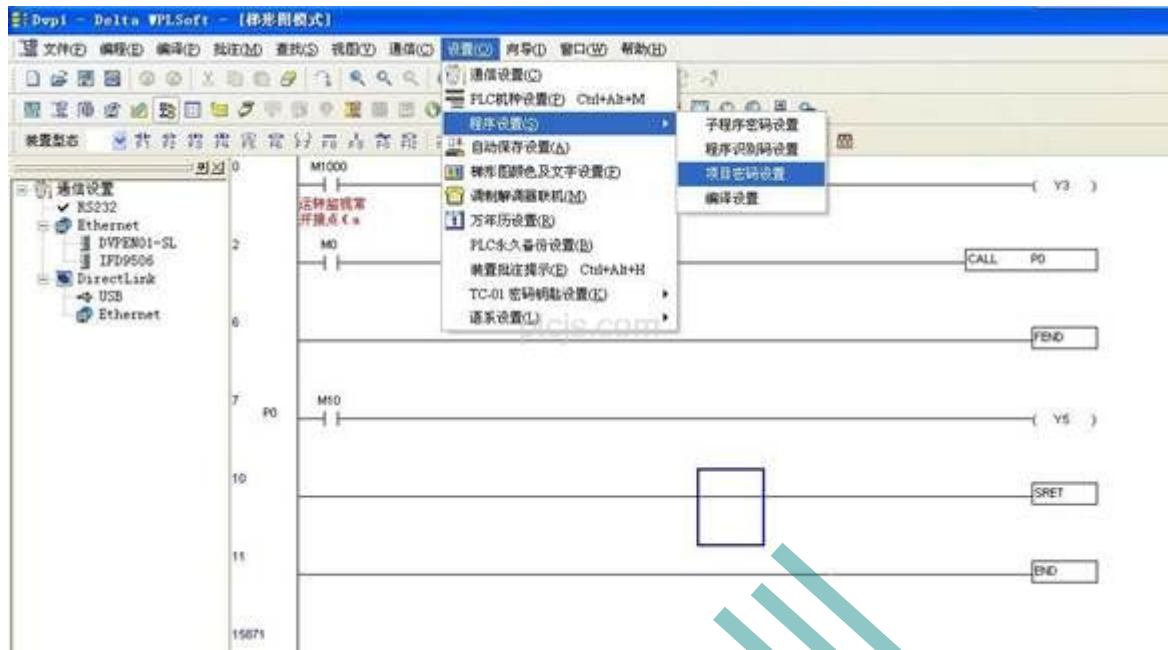 Dvp1 - Delta WPLSoft - [梯形图模式]
文件(F) 编程(E) 编译(P) 批注(M) 查找(S) 视图(V) 通信(C) 设置(O) 向导(I) 窗口(W) 帮助(H)
通信设置(C)
PLC机种设置(P) Ctrl+Alt+M
程序设置(S)
自动保存设置(A)
梯形图颜色及文字设置(F)
调制解调器联机(M)
万年历设置(R)
PLC永久备份设置(B)
装置批注提示(E) Ctrl+Alt+H
TC-01 密码钥匙设置(K)
语系设置(L)
子程序密码设置
程序识别码设置
项目密码设置
编译设置
装置型态
通信设置
RS232
Ethernet
DVPEN01-SL
IFD9506
DirectLink
USB
Ethernet
0
M1000
Y3
运转监视常
开接点(a
2
M0
CALL P0
6
FEND
7
P0
M10
Y5
10
SRET
11
END
15871
plcjs.com